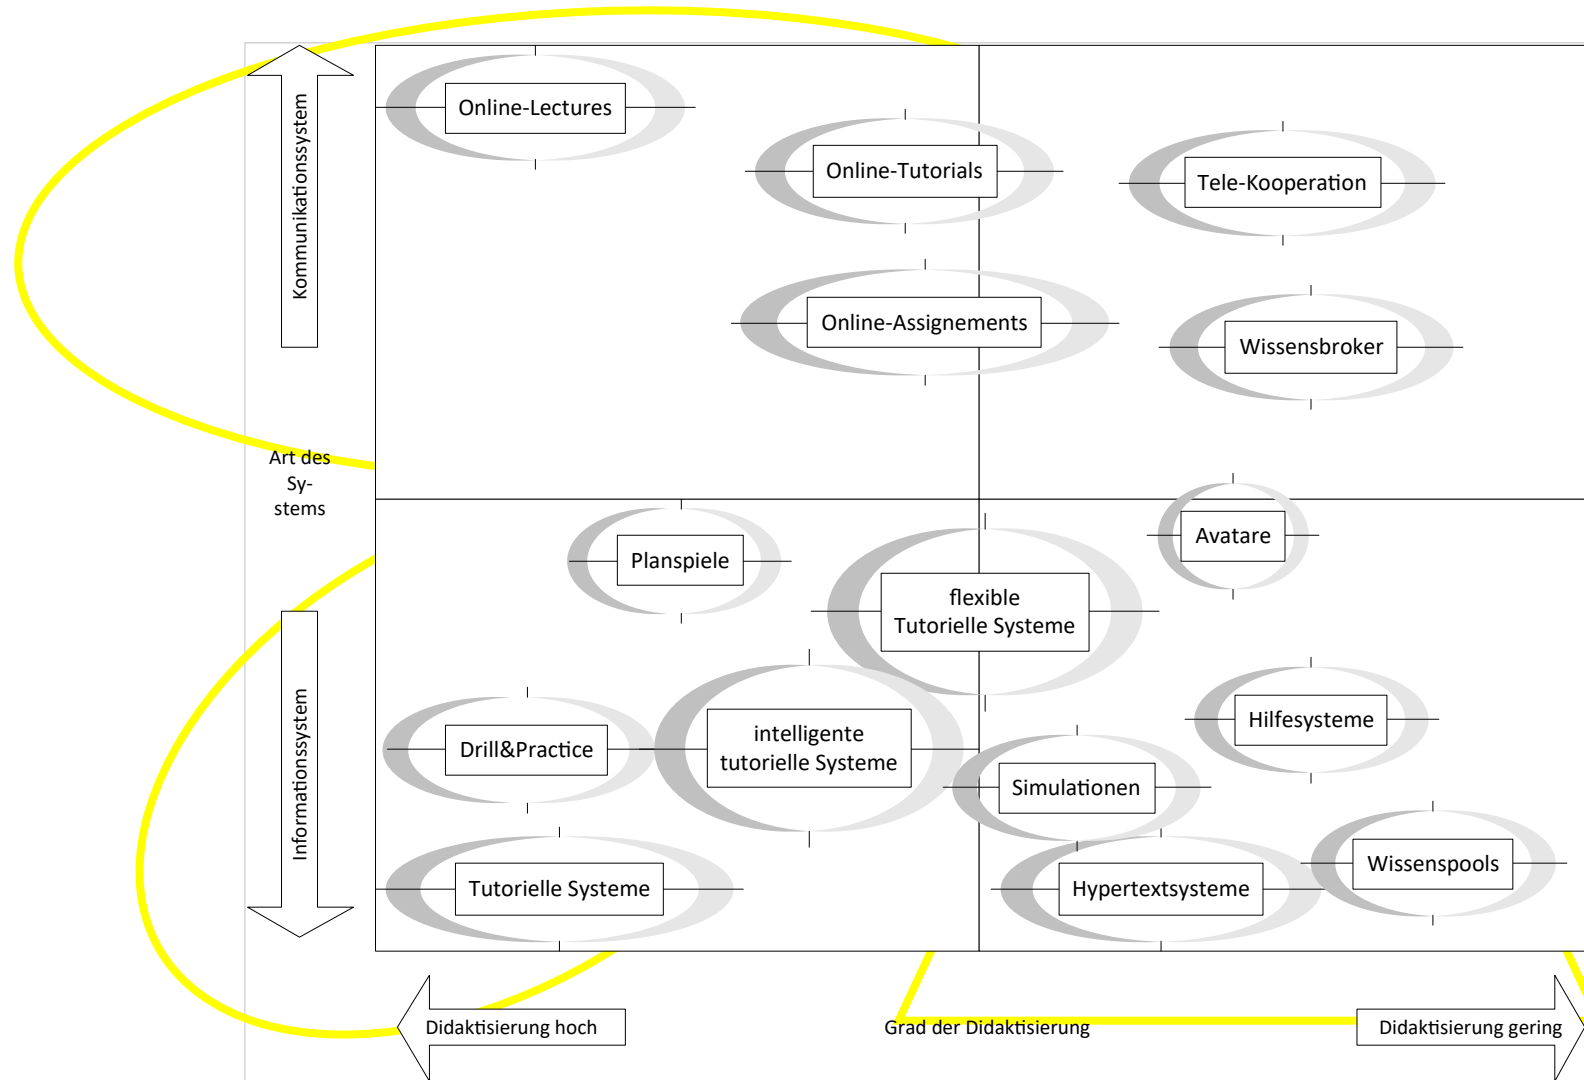 Kommunikationssystem
Online-Lectures
Online-Tutorials
Tele-Kooperation
Online-Assignements
Wissensbroker
Art des
Sy-
stems
Planspiele
Avatare
flexible
Tutorielle Systeme
Informationssystem
Drill&Practice
intelligente
tutorielle Systeme
Hilfesysteme
Simulationen
Tutorielle Systeme
Hypertextsysteme
Wissenspools
Didaktisierung hoch
Grad der Didaktisierung
Didaktisierung gering